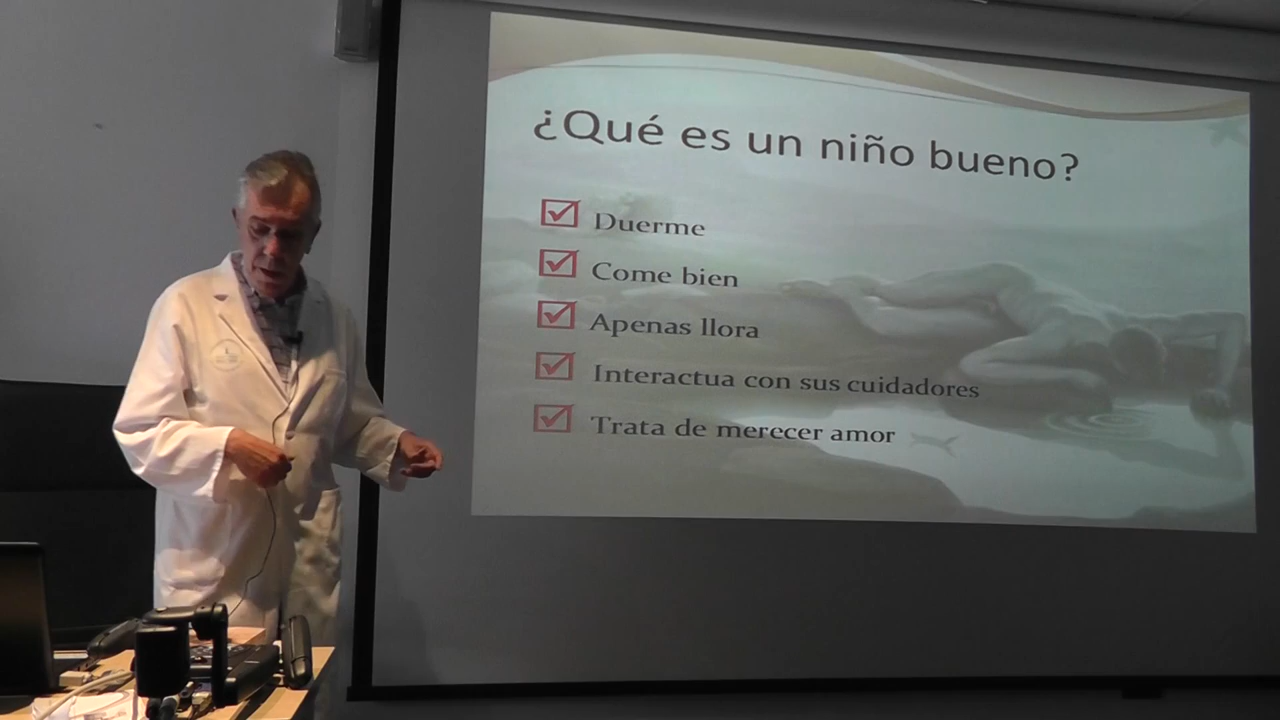 ¿Qué es un niño bueno?
Duerme
Come bien
Apenas llora
Interactua con sus cuidadores
Trata de merecer amor